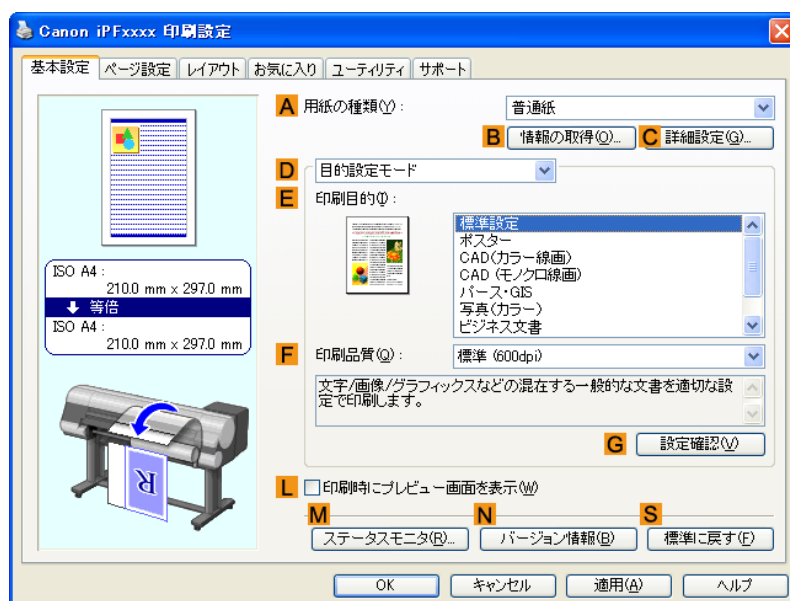 Canon iPFxxxx 印刷設定
基本設定 ページ設定 レイアウト お気に入り ユーティリティ サポート
A 用紙の種類(Y): 普通紙
B 情報の取得(O)... C 詳細設定(G)...
D 目的設定モード
E 印刷目的(I):
標準設定
ポスター
CAD(カラー線画)
CAD (モノクロ線画)
パース・GIS
写真(カラー)
ビジネス文書
ISO A4:
210.0 mm x 297.0 mm
等倍
ISO A4:
210.0 mm x 297.0 mm
F 印刷品質(Q): 標準 (600dpi)
文字/画像/グラフィックスなどの混在する一般的な文書を適切な設
定で印刷します。
G 設定確認(V)
R
L 印刷時にプレビュー画面を表示(W)
M N S
ステータスモニタ(R)... バージョン情報(B) 標準に戻す(F)
OK キャンセル 適用(A) ヘルプ